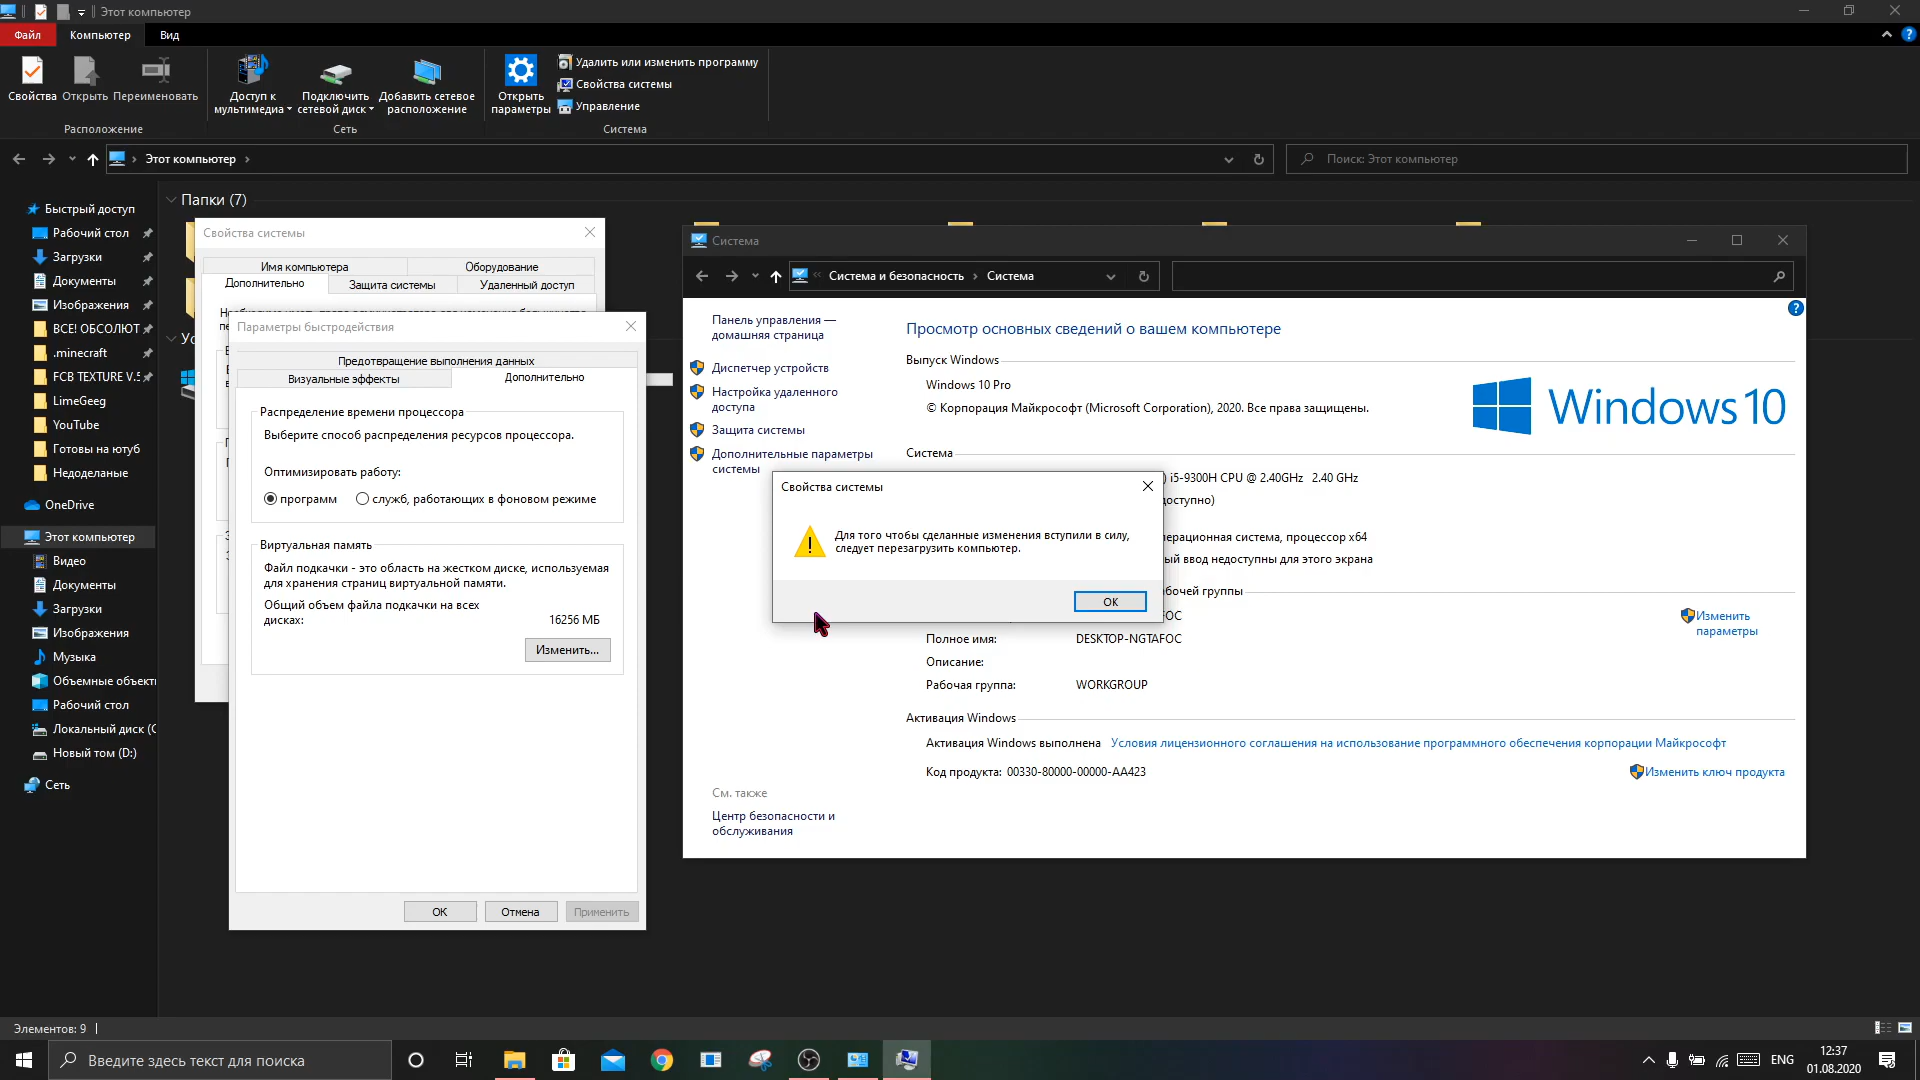 Этот компьютер
Файл
Компьютер
Вид
Свойства
Открыть
Переименовать
Расположение
Доступ к мультимедиа
Подключить сетевой диск
Добавить сетевое расположение
Сеть
Открыть параметры
Удалить или изменить программу
Свойства системы
Управление
Система
Этот компьютер
Поиск: Этот компьютер
Быстрый доступ
Рабочий стол
Загрузки
Документы
Изображения
ВСЕ! ОБСОЛЮТ
.minecraft
FCB TEXTURE V.5
LimeGeeg
YouTube
Готовы на ютуб
Недоделаные
OneDrive
Этот компьютер
Видео
Документы
Загрузки
Изображения
Музыка
Объемные объект
Рабочий стол
Локальный диск (C
Новый том (D:)
Сеть
Папки (7)
Ус
Свойства системы
Имя компьютера
Оборудование
Дополнительно
Защита системы
Удаленный доступ
Параметры быстродействия
Предотвращение выполнения данных
Визуальные эффекты
Дополнительно
Распределение времени процессора
Выберите способ распределения ресурсов процессора.
Оптимизировать работу:
программ
служб, работающих в фоновом режиме
Виртуальная память
Файл подкачки - это область на жестком диске, используемая
для хранения страниц виртуальной памяти.
Общий объем файла подкачки на всех
дисках:
16256 МБ
Изменить...
ОК
Отмена
Применить
Система
Система и безопасность
Система
Панель управления —
домашняя страница
Диспетчер устройств
Настройка удаленного
доступа
Защита системы
Дополнительные параметры
системы
См. также
Центр безопасности и
обслуживания
Просмотр основных сведений о вашем компьютере
Выпуск Windows
Windows 10 Pro
© Корпорация Майкрософт (Microsoft Corporation), 2020. Все права защищены.
Windows 10
Система
) i5-9300H CPU @ 2.40GHz 2.40 GHz
доступно)
ерационная система, процессор x64
ый ввод недоступны для этого экрана
бочей группы
Изменить
параметры
Полное имя:
DESKTOP-NGTAFOC
Описание:
Рабочая группа:
WORKGROUP
Активация Windows
Активация Windows выполнена
Условия лицензионного соглашения на использование программного обеспечения корпорации Майкрософт
Код продукта: 00330-80000-00000-AA423
Изменить ключ продукта
Свойства системы
Для того чтобы сделанные изменения вступили в силу,
следует перезагрузить компьютер.
ОК
Элементов: 9
Введите здесь текст для поиска
ENG
12:37
01.08.2020